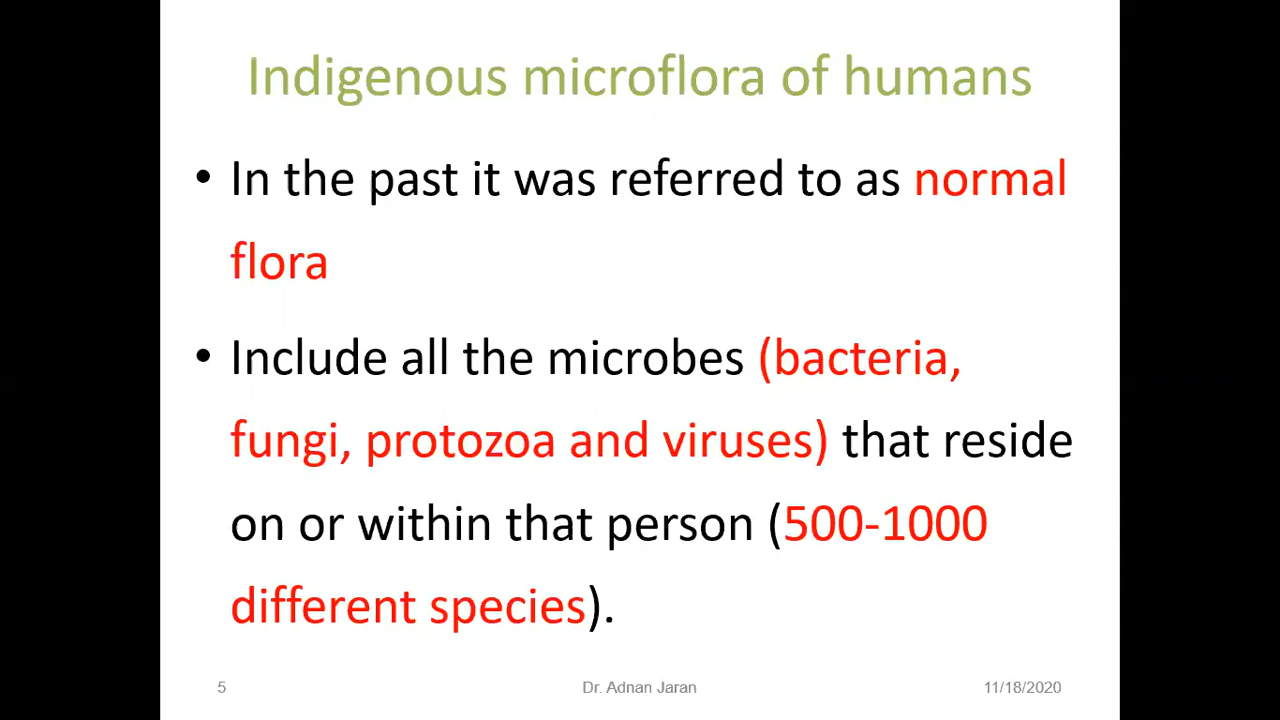 Indigenous microflora of humans
• In the past it was referred to as normal
flora
• Include all the microbes (bacteria,
fungi, protozoa and viruses) that reside
on or within that person (500-1000
different species).
5 Dr. Adnan Jaran 11/18/2020